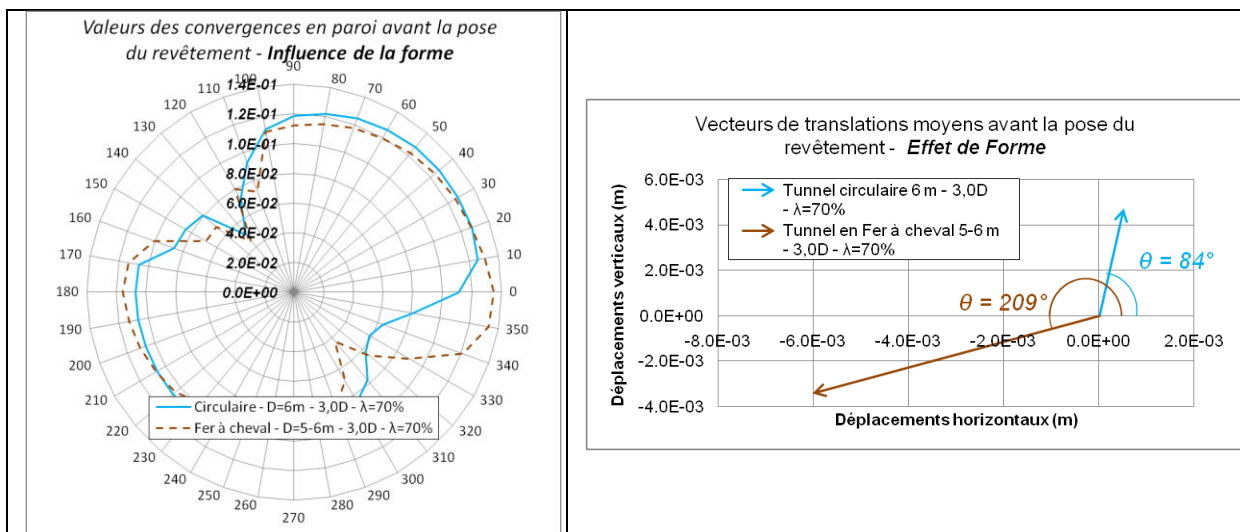 Valeurs des convergences en paroi avant la pose
du revêtement - Influence de la forme
90
100
80
110
70
120
60
130
50
140
40
150
30
160
20
170
10
180
0
190
350
200
340
210
330
220
320
230
310
240
300
250
290
260
280
270
1.4E-01
1.2E-01
1.0E-01
8.0E-02
6.0E-02
4.0E-02
2.0E-02
0.0E+00
Circulaire - D=6m - 3,0D - λ=70%
Fer à cheval - D=5-6m - 3,0D - λ=70%
Vecteurs de translations moyens avant la pose du
revêtement - Effet de Forme
Déplacements verticaux (m)
6.0E-03
4.0E-03
2.0E-03
0.0E+00
-2.0E-03
-4.0E-03
Tunnel circulaire 6 m - 3,0D
- λ=70%
Tunnel en Fer à cheval 5-6 m
- 3,0D - λ=70%
θ = 84°
θ = 209°
-8.0E-03
-6.0E-03
-4.0E-03
-2.0E-03
0.0E+00
2.0E-03
Déplacements horizontaux (m)